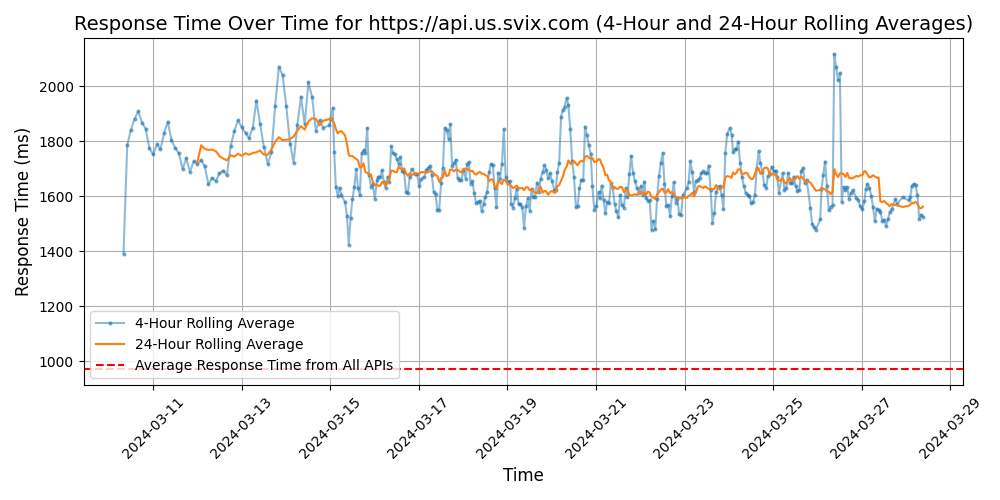 Response Time Over Time for https://api.us.svix.com (4-Hour and 24-Hour Rolling Averages)
Response Time (ms)
2000
1800
1600
1400
1200
1000
4-Hour Rolling Average
24-Hour Rolling Average
Average Response Time from All APIs
2024-03-11
2024-03-13
2024-03-15
2024-03-17
2024-03-19
2024-03-21
2024-03-23
2024-03-25
2024-03-27
2024-03-29
Time